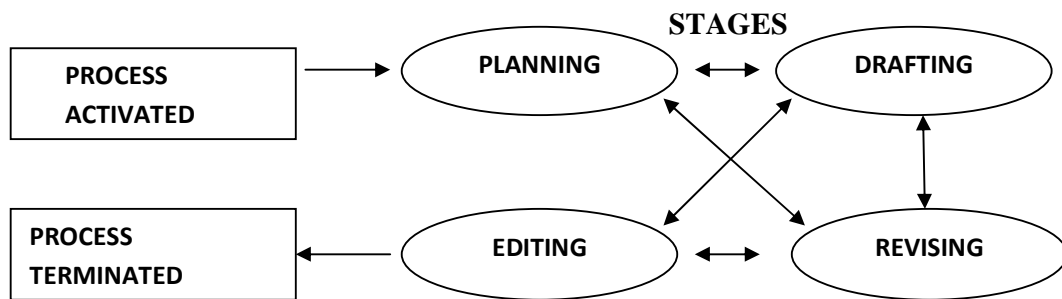 STAGES
PROCESS
ACTIVATED
PLANNING
DRAFTING
PROCESS
TERMINATED
EDITING
REVISING